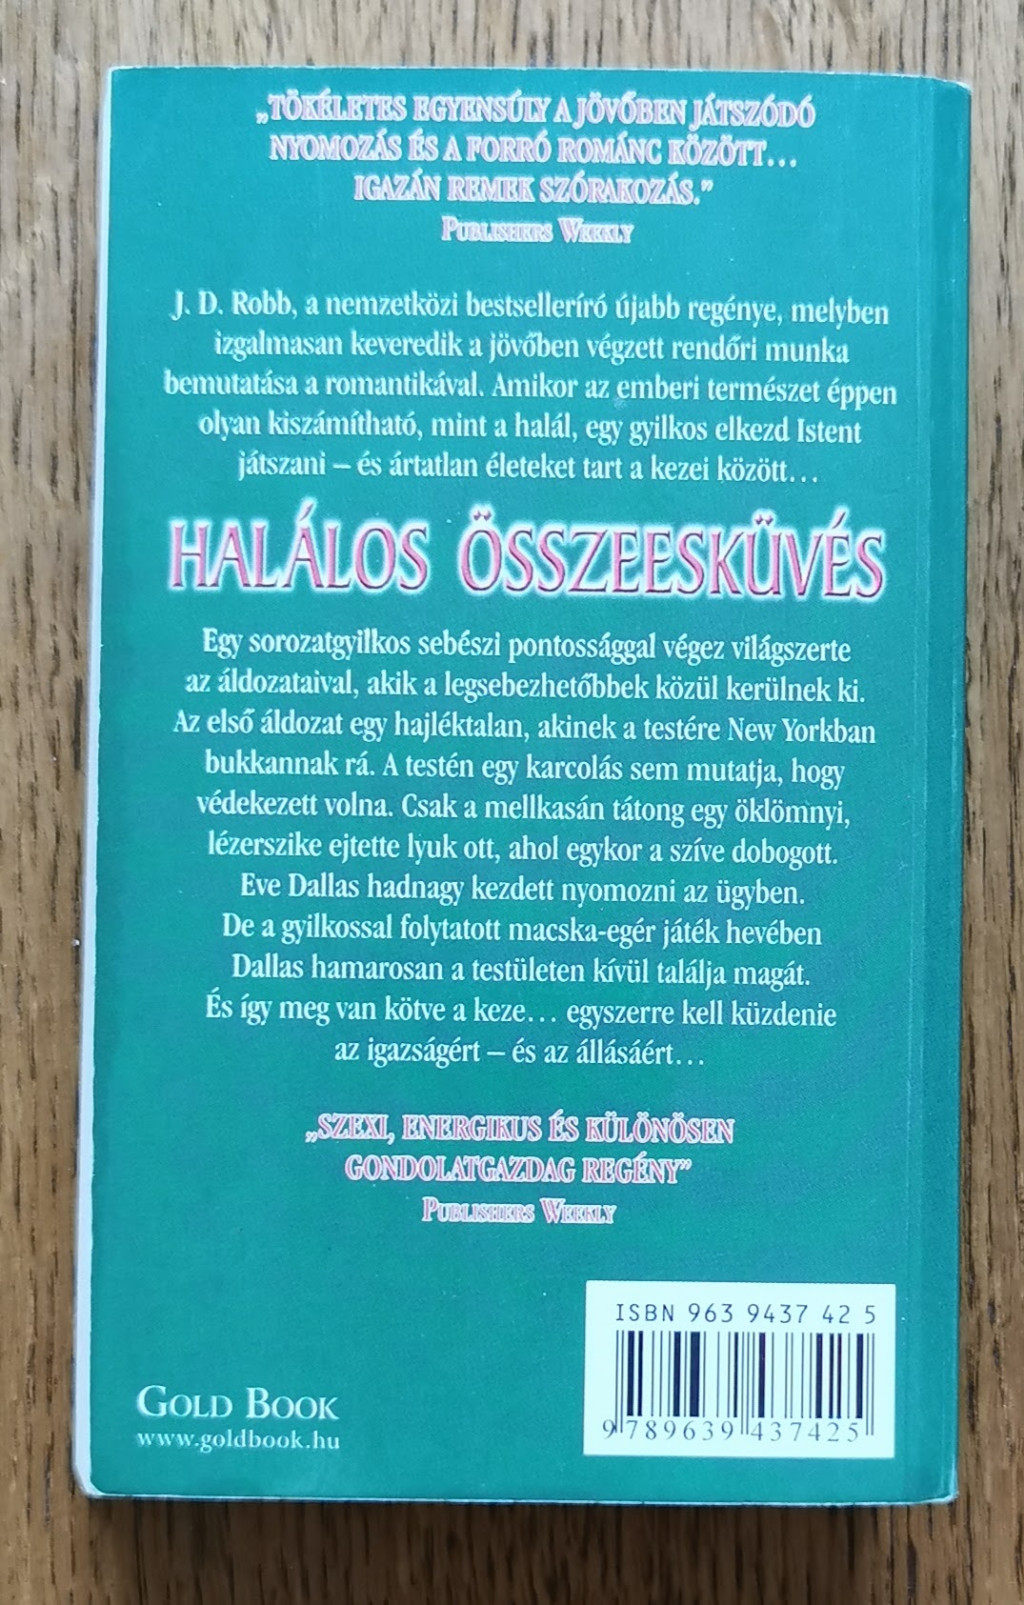 „TÖKÉLETES EGYENSÚLY A JÖVŐBEN JÁTSZÓDÓ
NYOMOZÁS ÉS A FORRÓ ROMÁNC KÖZÖTT…
IGAZÁN REMEK SZÓRAKOZÁS.”
PUBLISHERS WEEKLY
J. D. Robb, a nemzetközi bestselleríró újabb regénye, melyben
izgalmasan keveredik a jövőben végzett rendőri munka
bemutatása a romantikával. Amikor az emberi természet éppen
olyan kiszámítható, mint a halál, egy gyilkos elkezd Istent
játszani – és ártatlan életeket tart a kezei között…
HALÁLOS ÖSSZEESKÜVÉS
Egy sorozatgyilkos sebészi pontossággal végez világszerte
az áldozataival, akik a legsebezhetőbbek közül kerülnek ki.
Az első áldozat egy hajléktalan, akinek a testére New Yorkban
bukkannak rá. A testén egy karcolás sem mutatja, hogy
védekezett volna. Csak a mellkasán tátong egy öklömnyi,
lézerszike ejtette lyuk ott, ahol egykor a szíve dobogott.
Eve Dallas hadnagy kezdett nyomozni az ügyben.
De a gyilkossal folytatott macska-egér játék hevében
Dallas hamarosan a testületen kívül találja magát.
És így meg van kötve a keze… egyszerre kell küzdenie
az igazságért – és az állásáért…
„SZEXI, ENERGIKUS ÉS KÜLÖNÖSEN
GONDOLATGAZDAG REGÉNY”
PUBLISHERS WEEKLY
ISBN 963 9437 42 5
9 789639 437425
GOLD BOOK
www.goldbook.hu